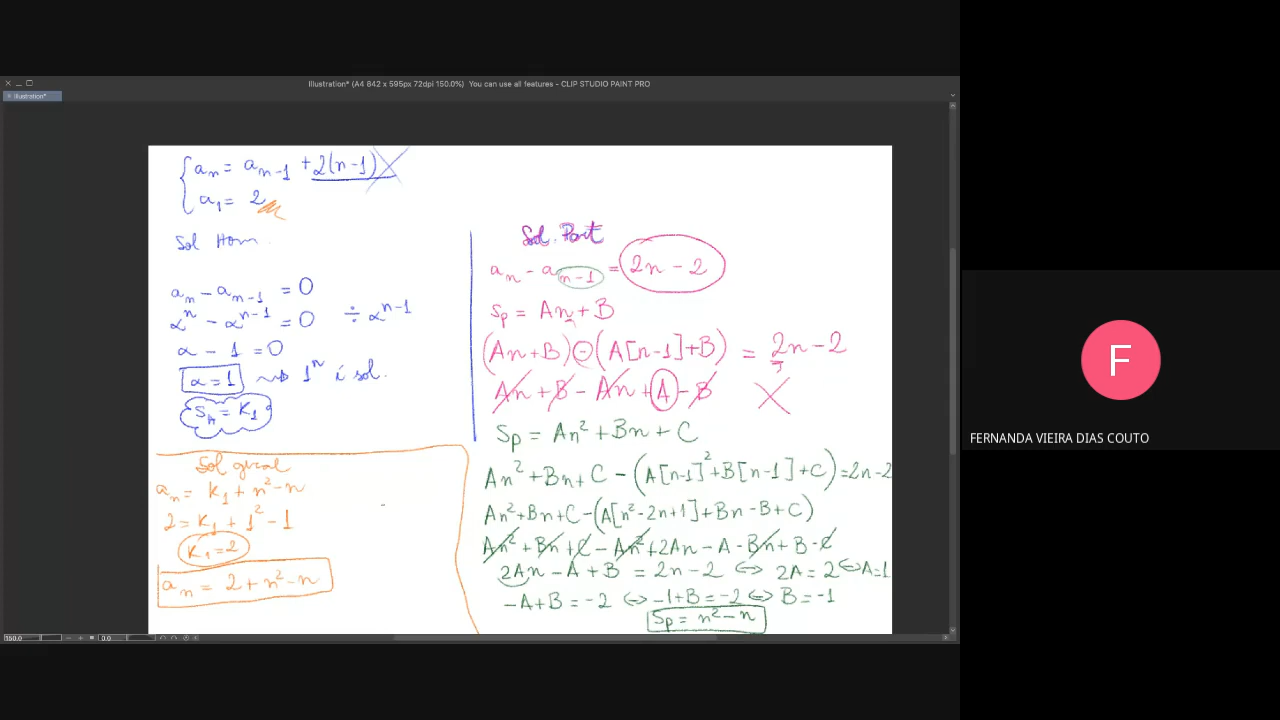 Illustration* (A4 842 x 595px 72dpi 150.0%) You can use all features - CLIP STUDIO PAINT PRO
Illustration*
{ aₙ = aₙ₋₁ + 2(n-1)
a₁ = 2
Sol Hom.
aₙ - aₙ₋₁ = 0
αⁿ - αⁿ⁻¹ = 0 ÷ αⁿ⁻¹
α - 1 = 0
α = 1 ⇝ 1ⁿ é sol.
Sₕ = K₁
Sol geral
aₙ = K₁ + n² - n
2 = K₁ + 1² - 1
K₁ = 2
aₙ = 2 + n² - n
Sol. Part
aₙ - aₙ₋₁ = 2n - 2
Sp = An + B
(An + B) - (A[n-1] + B) = 2n - 2
An + B - An + A - B
Sp = An² + Bn + C
An² + Bn + C - (A[n-1]² + B[n-1] + C) = 2n - 2
An² + Bn + C - (A[n² - 2n + 1] + Bn - B + C)
An² + Bn + C - An² + 2An - A - Bn + B - C
2An - A + B = 2n - 2 ⇔ 2A = 2 ⇔ A = 1
-A + B = -2 ⇔ -1 + B = -2 ⇔ B = -1
Sp = n² - n
150.0
0.0
F
FERNANDA VIEIRA DIAS COUTO